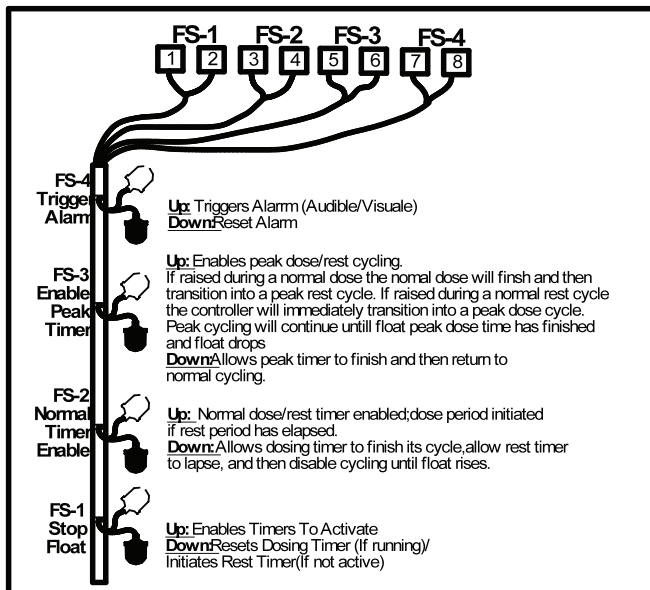 FS-1 FS-2 FS-3 FS-4
1 2 3 4 5 6 7 8
FS-4
Trigger
Alarm
Up: Triggers Alarrm (Audible/Visuale)
Down:Reset Alarm
FS-3
Enable
Peak
Timer
Up: Enables peak dose/rest cycling.
If raised during a normal dose the nomal dose will finsh and then
transition into a peak rest cycle. If raised during a normal rest cycle
the controller will immediately transition into a peak dose cycle.
Peak cycling will continue untill float peak dose time has finished
and float drops
Down:Allows peak timer to finish and then return to
normal cycling.
FS-2
Normal
Timer
Enable
Up: Normal dose/rest timer enabled;dose period initiated
if rest period has elapsed.
Down: Allows dosing timer to finish its cycle,allow rest timer
to lapse, and then disable cycling until float rises.
FS-1
Stop
Float
Up: Enables Timers To Activate
Down:Resets Dosing Timer (If running)/
Initiates Rest Timer(If not active)